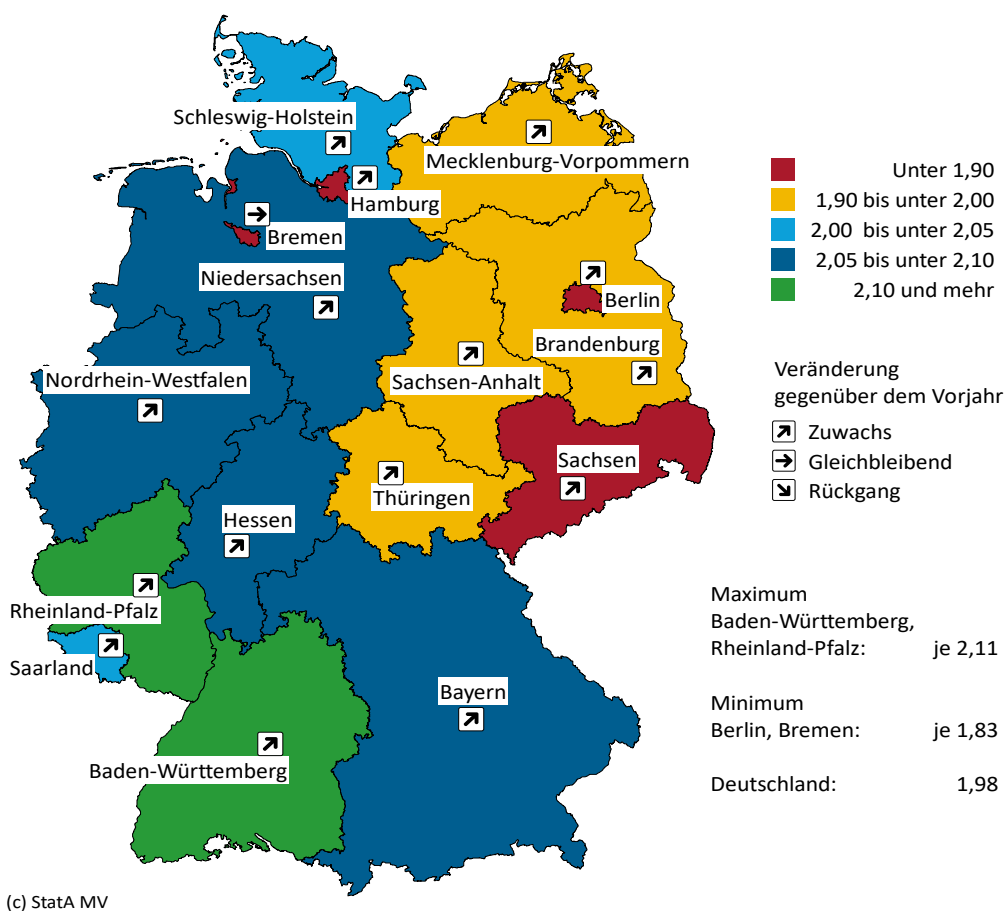 Schleswig-Holstein
Mecklenburg-Vorpommern
Hamburg
Bremen
Niedersachsen
Berlin
Brandenburg
Nordrhein-Westfalen
Sachsen-Anhalt
Sachsen
Thüringen
Hessen
Rheinland-Pfalz
Saarland
Bayern
Baden-Württemberg
Unter 1,90
1,90 bis unter 2,00
2,00 bis unter 2,05
2,05 bis unter 2,10
2,10 und mehr
Veränderung
gegenüber dem Vorjahr
Zuwachs
Gleichbleibend
Rückgang
Maximum
Baden-Württemberg,
Rheinland-Pfalz: je 2,11
Minimum
Berlin, Bremen: je 1,83
Deutschland: 1,98
(c) StatA MV